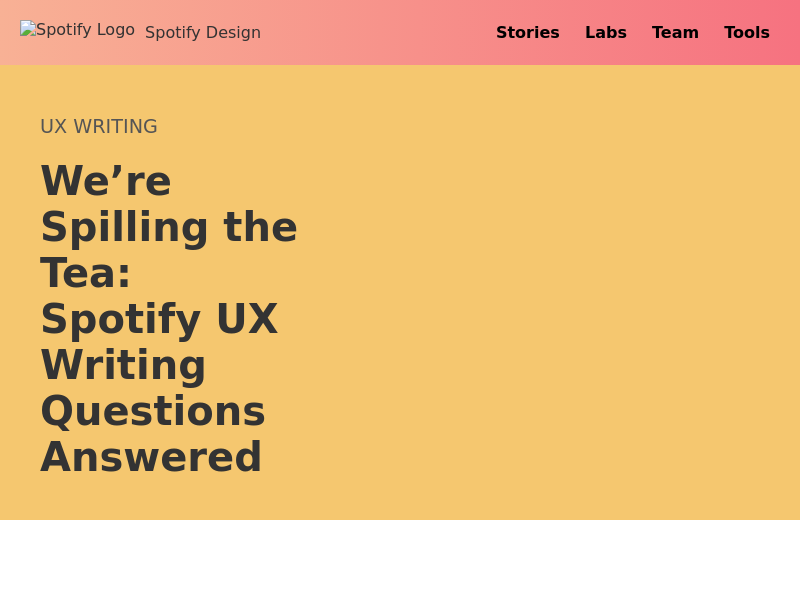 Spotify Logo Spotify Design Stories Labs Team Tools
UX WRITING
We’re
Spilling the
Tea:
Spotify UX
Writing
Questions
Answered